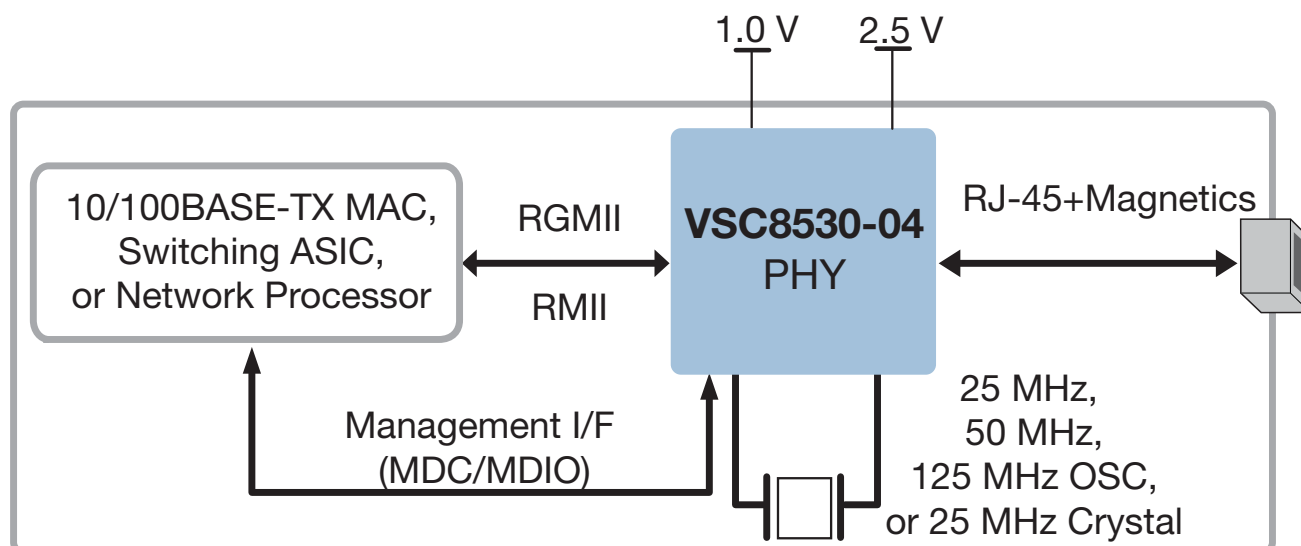 1.0 V
2.5 V
10/100BASE-TX MAC,
Switching ASIC,
or Network Processor
RGMII
RMII
VSC8530-04
PHY
RJ-45+Magnetics
Management I/F
(MDC/MDIO)
25 MHz,
50 MHz,
125 MHz OSC,
or 25 MHz Crystal